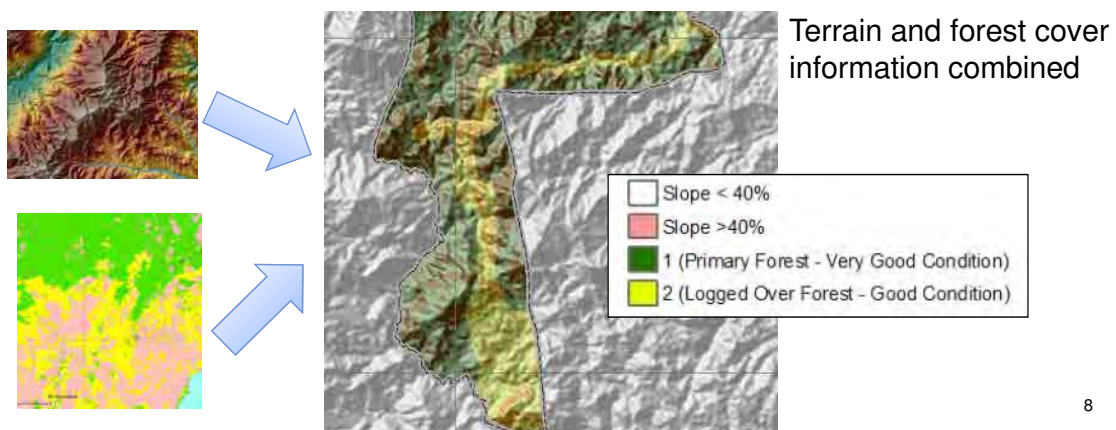 Terrain and forest cover
information combined
Slope < 40%
Slope >40%
1 (Primary Forest - Very Good Condition)
2 (Logged Over Forest - Good Condition)
8